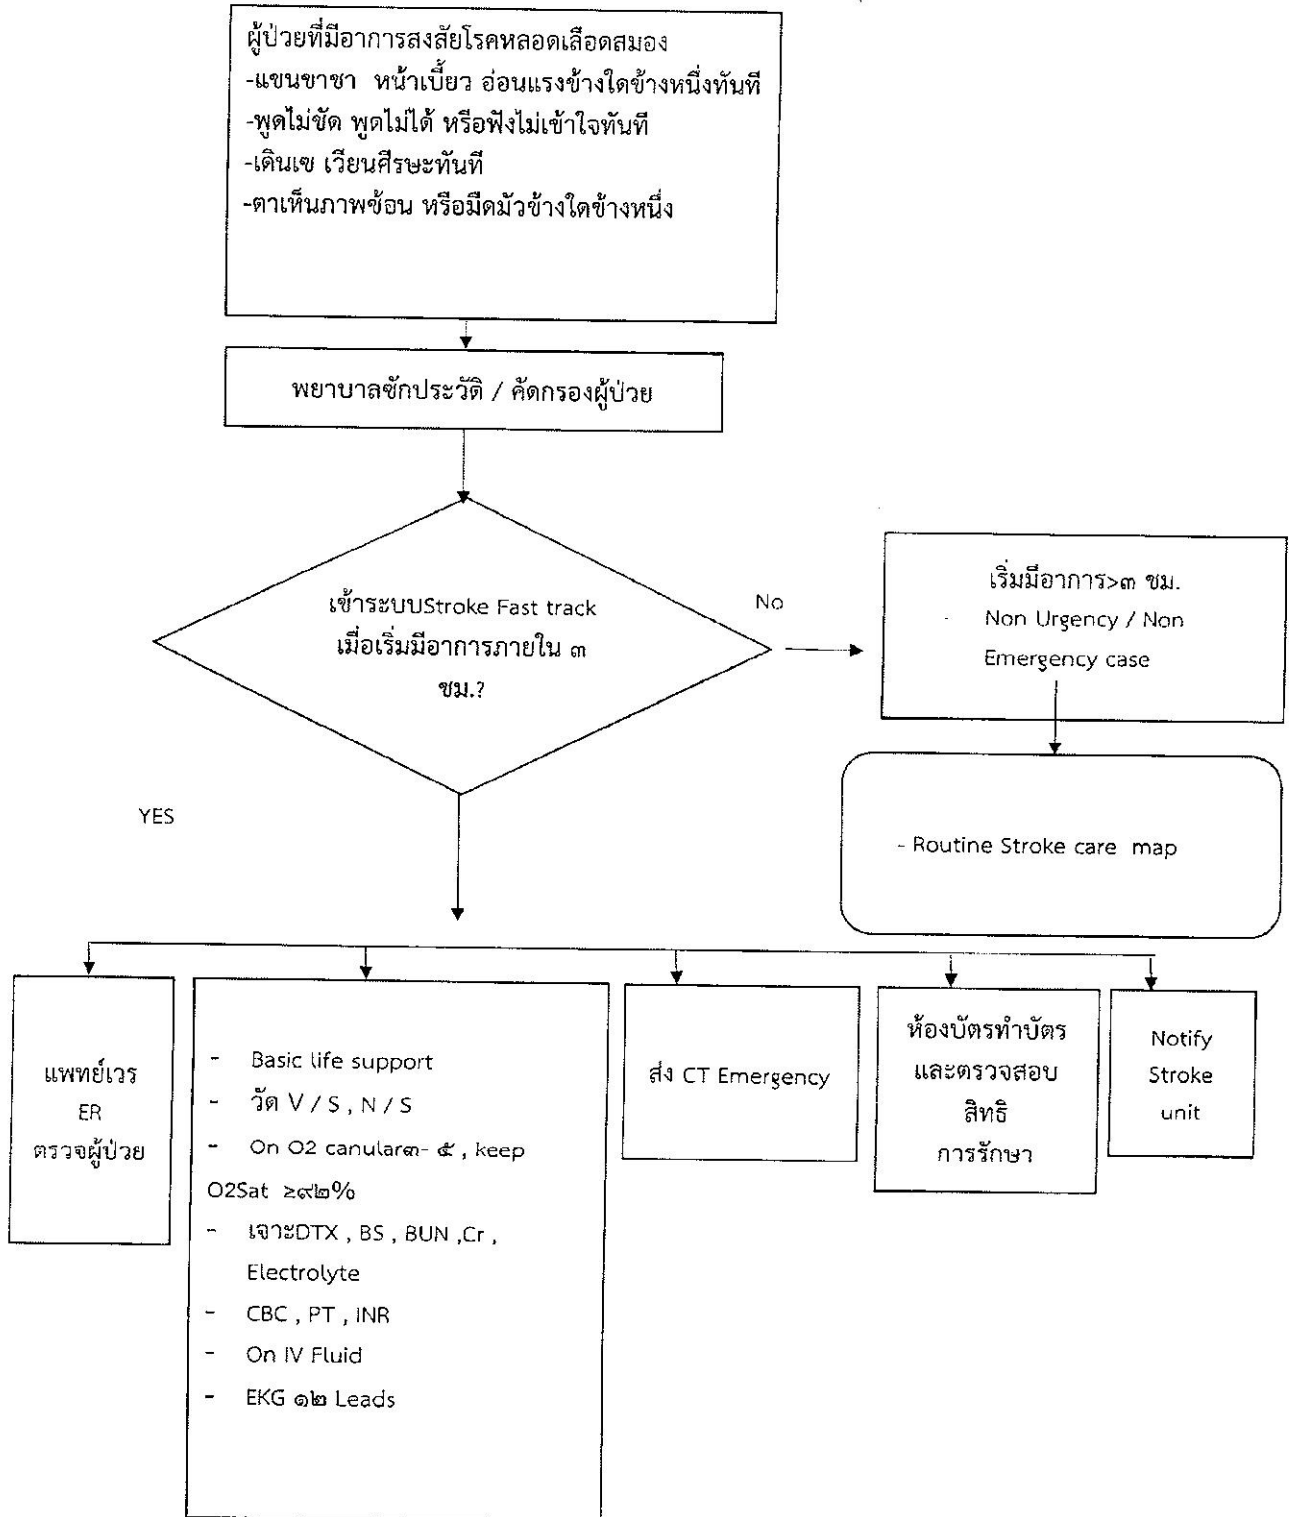 ผู้ป่วยที่มีอาการสงสัยโรคหลอดเลือดสมอง
-แขนขาชา หน้าเบี้ยว อ่อนแรงข้างใดข้างหนึ่งทันที
-พูดไม่ชัด พูดไม่ได้ หรือฟังไม่เข้าใจทันที
-เดินเซ เวียนศีรษะทันที
-ตาเห็นภาพซ้อน หรือมืดมัวข้างใดข้างหนึ่ง
พยาบาลซักประวัติ / คัดกรองผู้ป่วย
เข้าระบบStroke Fast track
เมื่อเริ่มมีอาการภายใน ๓
ชม.?
No
เริ่มมีอาการ>๓ ชม.
- Non Urgency / Non
Emergency case
- Routine Stroke care map
YES
แพทย์เวร
ER
ตรวจผู้ป่วย
- Basic life support
- วัด V / S , N / S
- On O2 canular๓- ๕ , keep
O2Sat ≥๙๒%
- เจาะDTX , BS , BUN ,Cr ,
Electrolyte
- CBC , PT , INR
- On IV Fluid
- EKG ๑๒ Leads
ส่ง CT Emergency
ห้องบัตรทำบัตร
และตรวจสอบ
สิทธิ
การรักษา
Notify
Stroke
unit